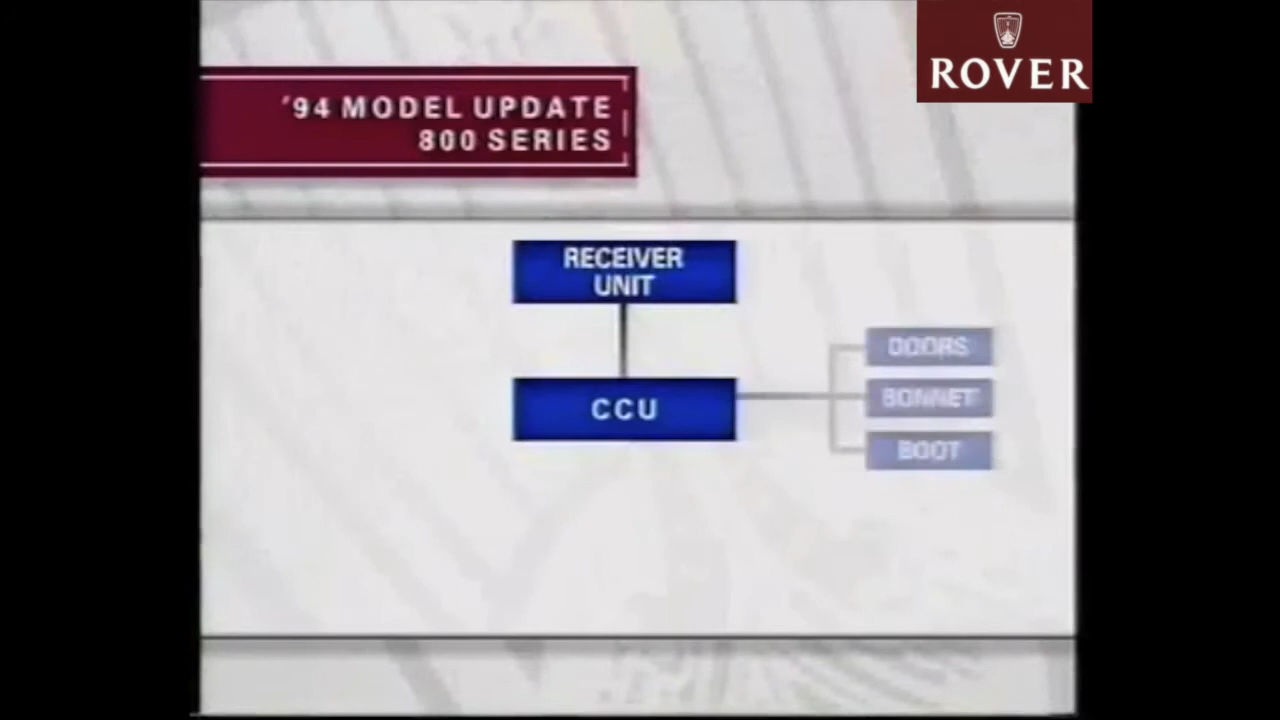 ROVER
'94 MODEL UPDATE
800 SERIES
RECEIVER
UNIT
CCU
DOORS
BONNET
BOOT